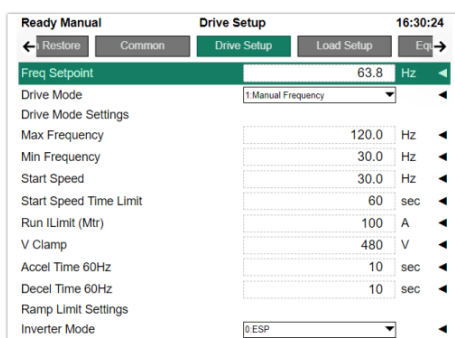 Ready Manual Drive Setup 16:30:24
Restore Common Drive Setup Load Setup
Freq Setpoint 63.8 Hz
Drive Mode 1:Manual Frequency
Drive Mode Settings
Max Frequency 120.0 Hz
Min Frequency 30.0 Hz
Start Speed 30.0 Hz
Start Speed Time Limit 60 sec
Run ILimit (Mtr) 100 A
V Clamp 480 V
Accel Time 60Hz 10 sec
Decel Time 60Hz 10 sec
Ramp Limit Settings
Inverter Mode 0:ESP